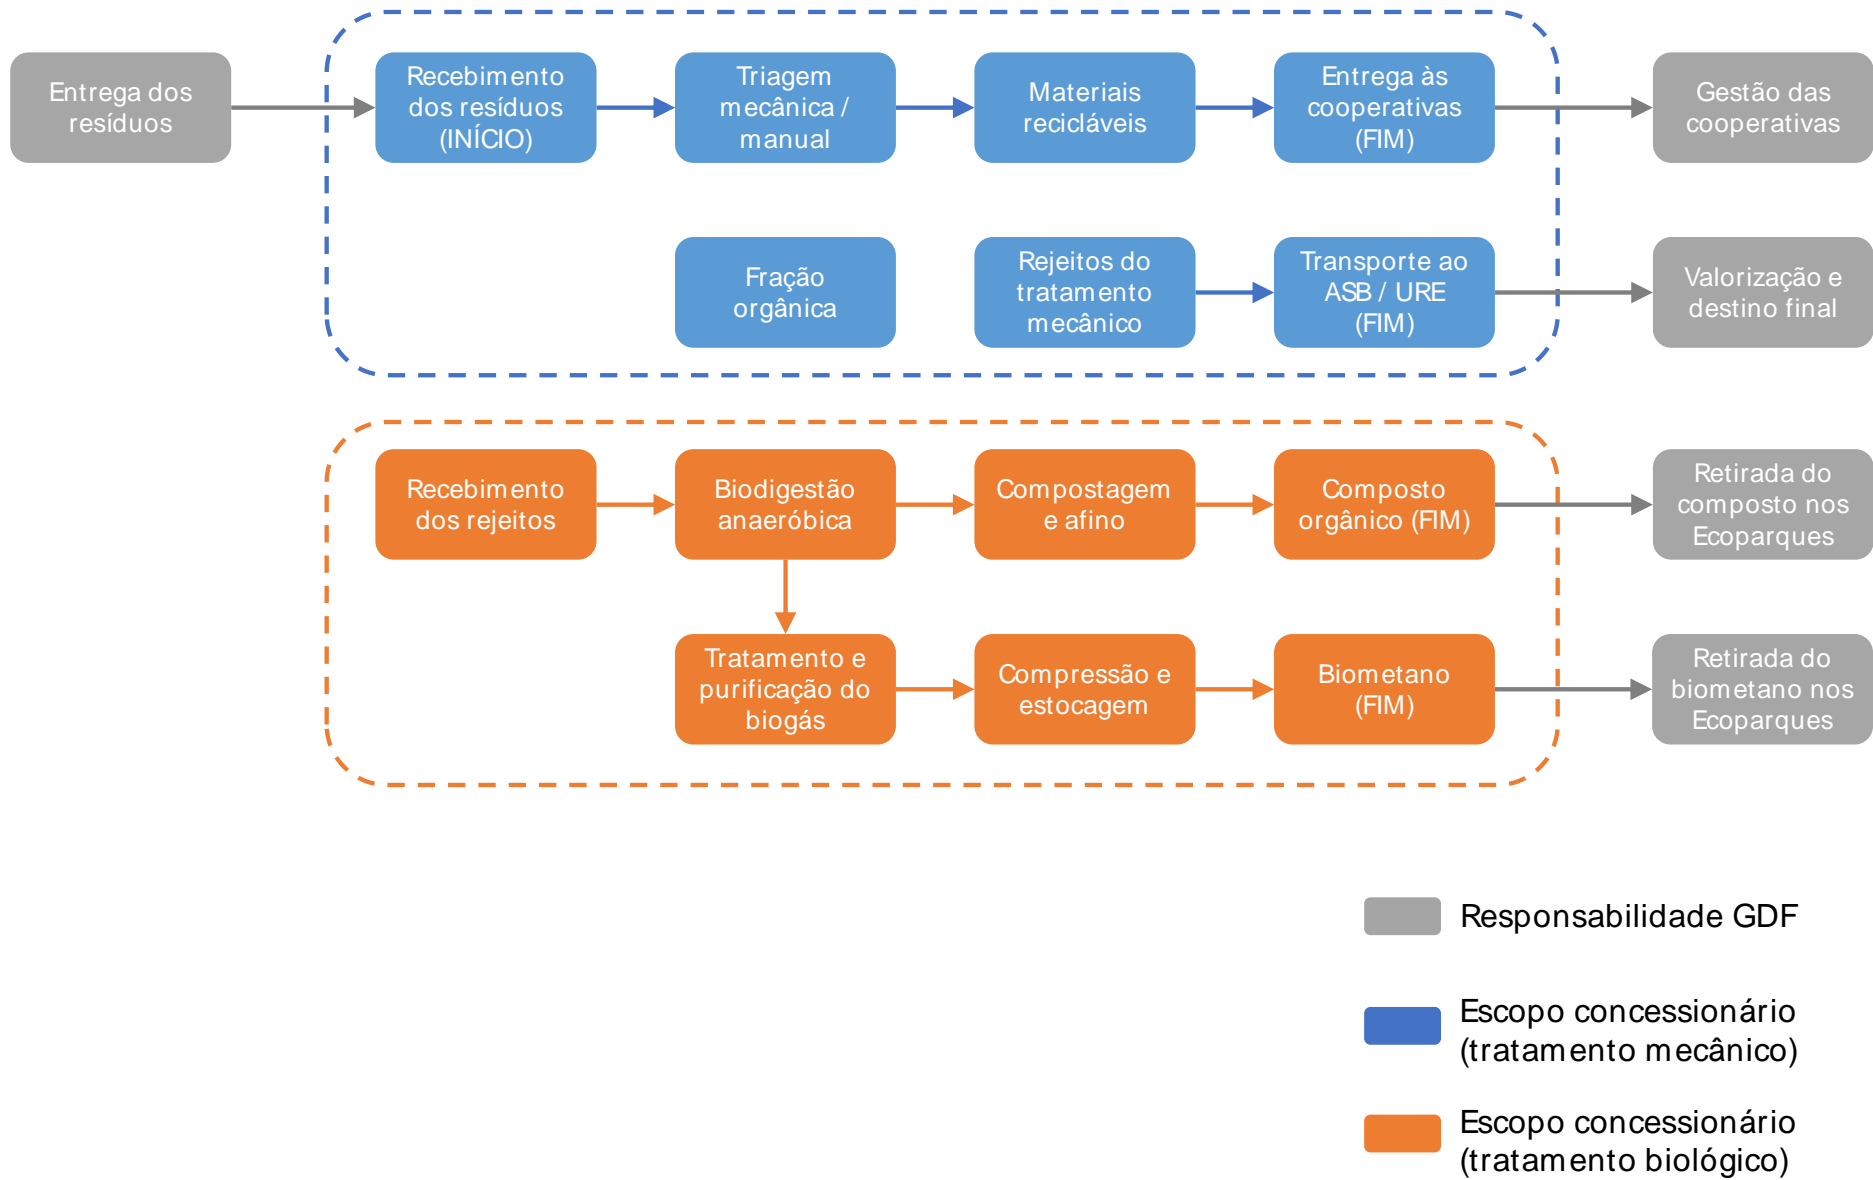 Entrega dos
resíduos
Recebimento
dos resíduos
(INÍCIO)
Triagem
mecânica /
manual
Materiais
recicláveis
Entrega às
cooperativas
(FIM)
Gestão das
cooperativas
Fração
orgânica
Rejeitos do
tratamento
mecânico
Transporte ao
ASB / URE
(FIM)
Valorização e
destino final
Recebimento
dos rejeitos
Biodigestão
anaeróbica
Compostagem
e afino
Composto
orgânico (FIM)
Retirada do
composto nos
Ecoparques
Tratamento e
purificação do
biogás
Compressão e
estocagem
Biometano
(FIM)
Retirada do
biometano nos
Ecoparques
Responsabilidade GDF
Escopo concessionário
(tratamento mecânico)
Escopo concessionário
(tratamento biológico)